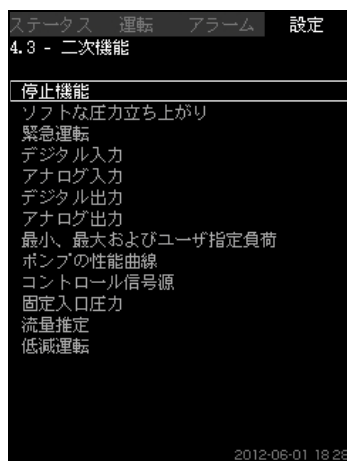 ステータス 運転 アラーム 設定
4.3 - 二次機能
停止機能
ソフトな圧力立ち上がり
緊急運転
デジタル入力
アナログ入力
デジタル出力
アナログ出力
最小、最大およびユーザ指定負荷
ポンプの性能曲線
コントロール信号源
固定入口圧力
流量推定
低減運転
2012-06-01 18:28